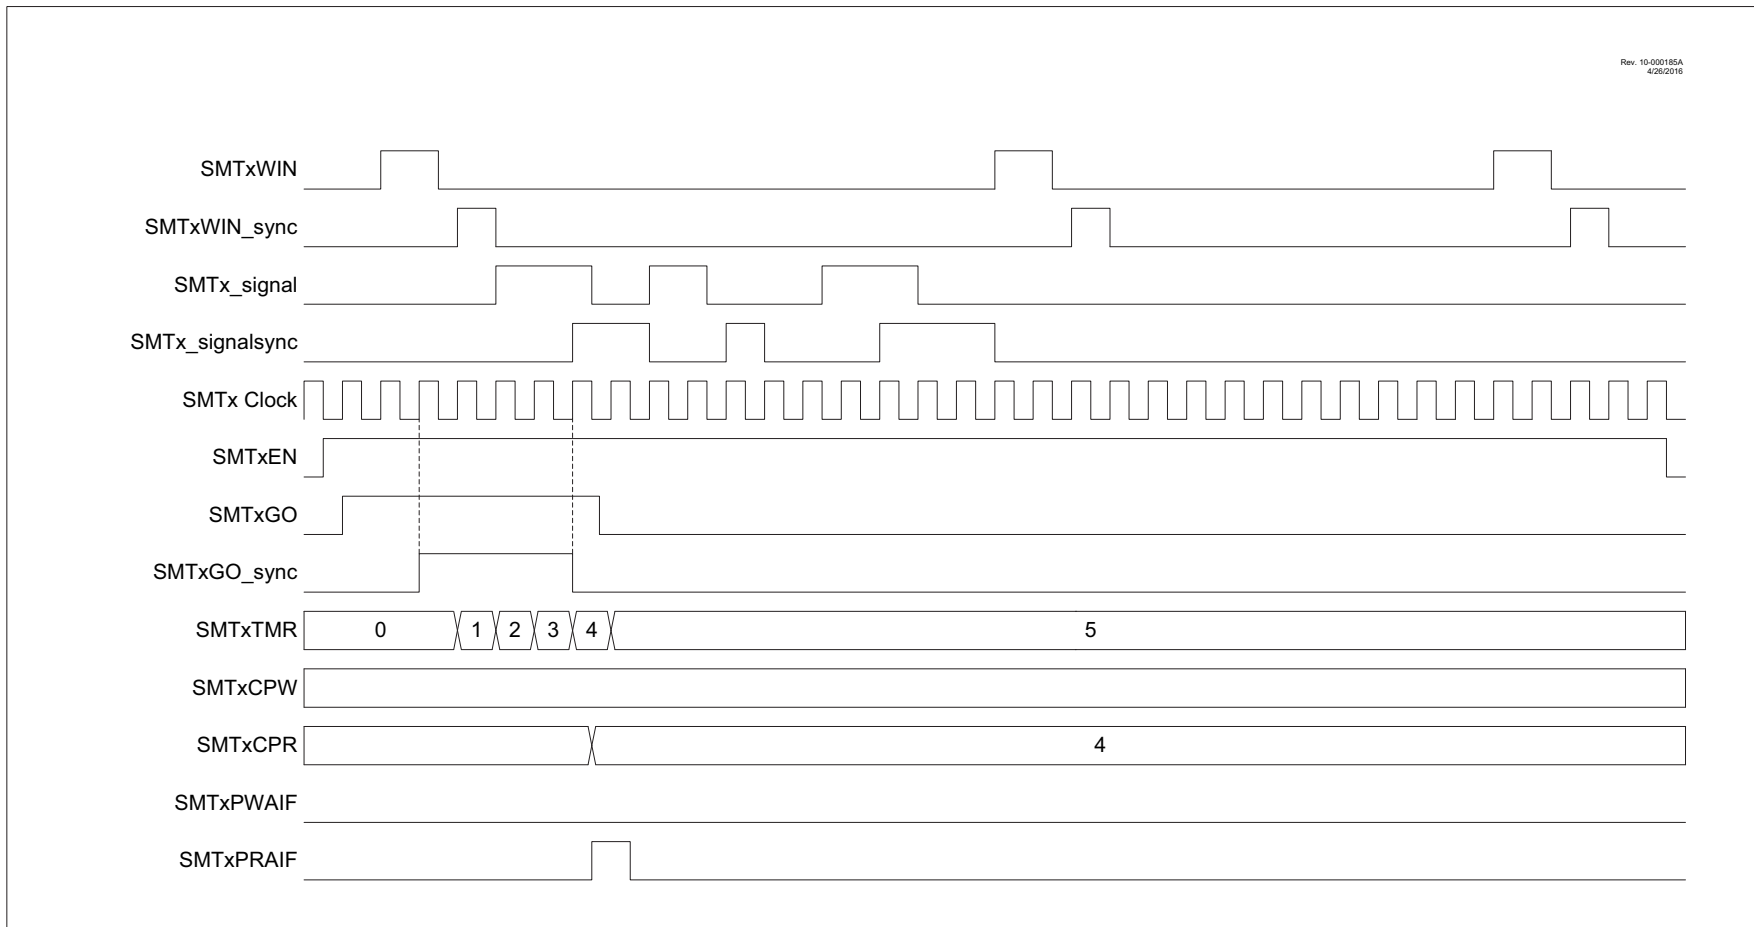 Rev. 10-000185A
4/26/2016
SMTxWIN
SMTxWIN_sync
SMTx_signal
SMTx_signalsync
SMTx Clock
SMTxEN
SMTxGO
SMTxGO_sync
SMTxTMR 0 1 2 3 4 5
SMTxCPW
SMTxCPR 4
SMTxPWAIF
SMTxPRAIF